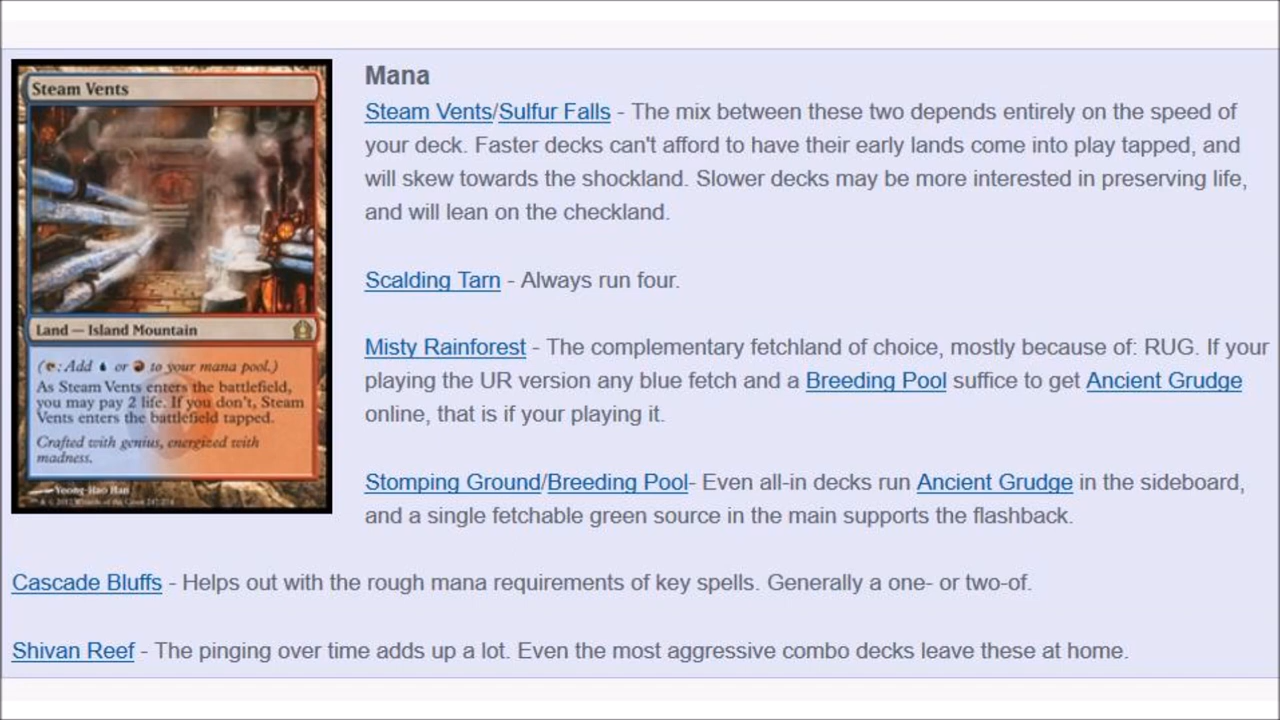 Steam Vents
Land — Island Mountain
( : Add or to your mana pool.)
As Steam Vents enters the battlefield,
you may pay 2 life. If you don't, Steam
Vents enters the battlefield tapped.
Crafted with genius, energized with
madness.
Yeong-Hao Han
Mana
Steam Vents/Sulfur Falls - The mix between these two depends entirely on the speed of
your deck. Faster decks can't afford to have their early lands come into play tapped, and
will skew towards the shockland. Slower decks may be more interested in preserving life,
and will lean on the checkland.
Scalding Tarn - Always run four.
Misty Rainforest - The complementary fetchland of choice, mostly because of: RUG. If your
playing the UR version any blue fetch and a Breeding Pool suffice to get Ancient Grudge
online, that is if your playing it.
Stomping Ground/Breeding Pool- Even all-in decks run Ancient Grudge in the sideboard,
and a single fetchable green source in the main supports the flashback.
Cascade Bluffs - Helps out with the rough mana requirements of key spells. Generally a one- or two-of.
Shivan Reef - The pinging over time adds up a lot. Even the most aggressive combo decks leave these at home.